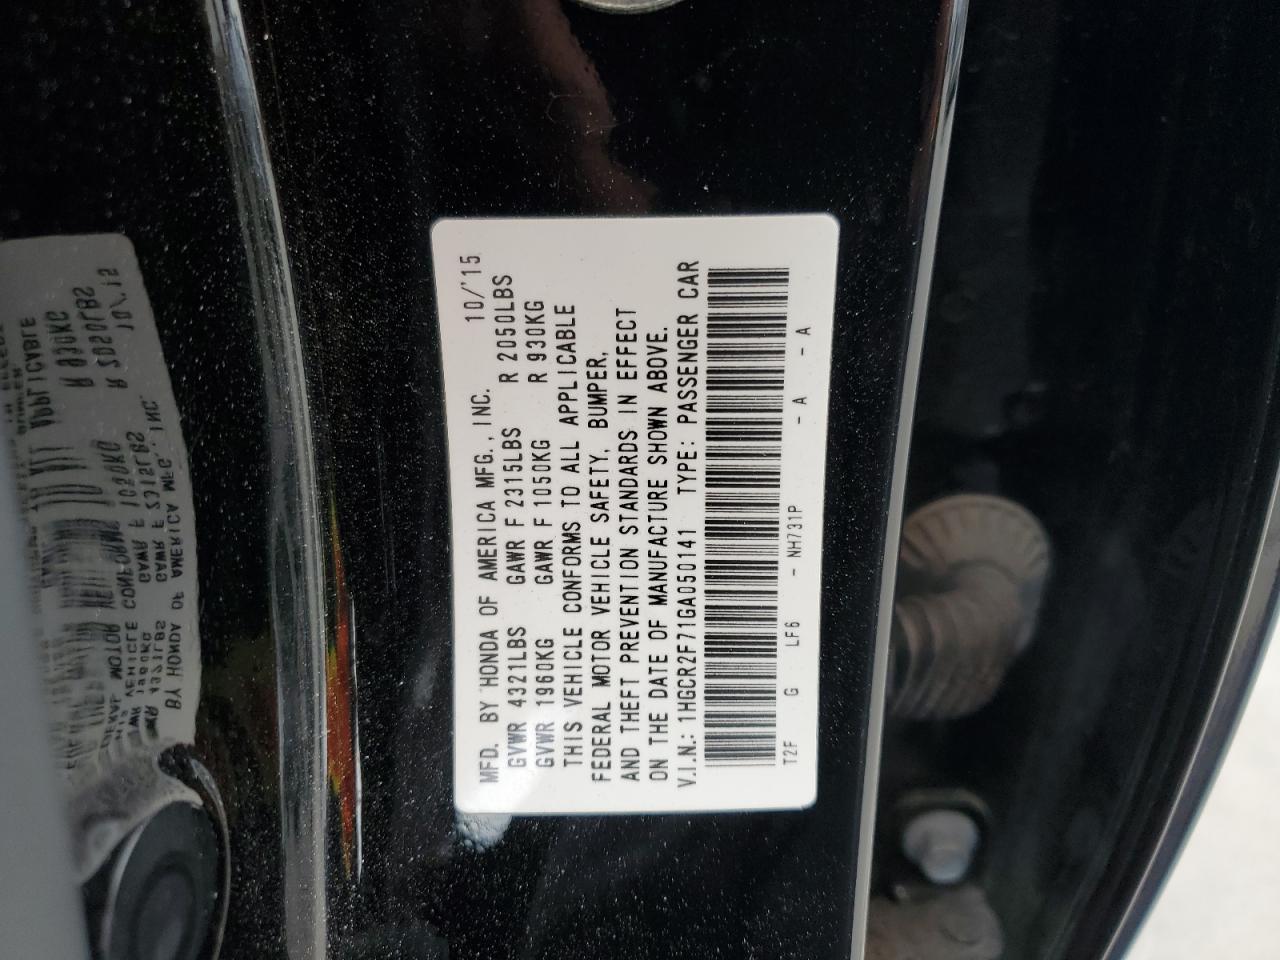 MFD. BY HONDA OF AMERICA MFG., INC. 10/'15
GVWR 4321LBS GAWR F 2315LBS R 2050LBS
GVWR 1960KG GAWR F 1050KG R 930KG
THIS VEHICLE CONFORMS TO ALL APPLICABLE
FEDERAL MOTOR VEHICLE SAFETY, BUMPER,
AND THEFT PREVENTION STANDARDS IN EFFECT
ON THE DATE OF MANUFACTURE SHOWN ABOVE.
V.I.N.: 1HGCR2F71GA050141 TYPE: PASSENGER CAR
T2F G LF6 - NH731P - A - A